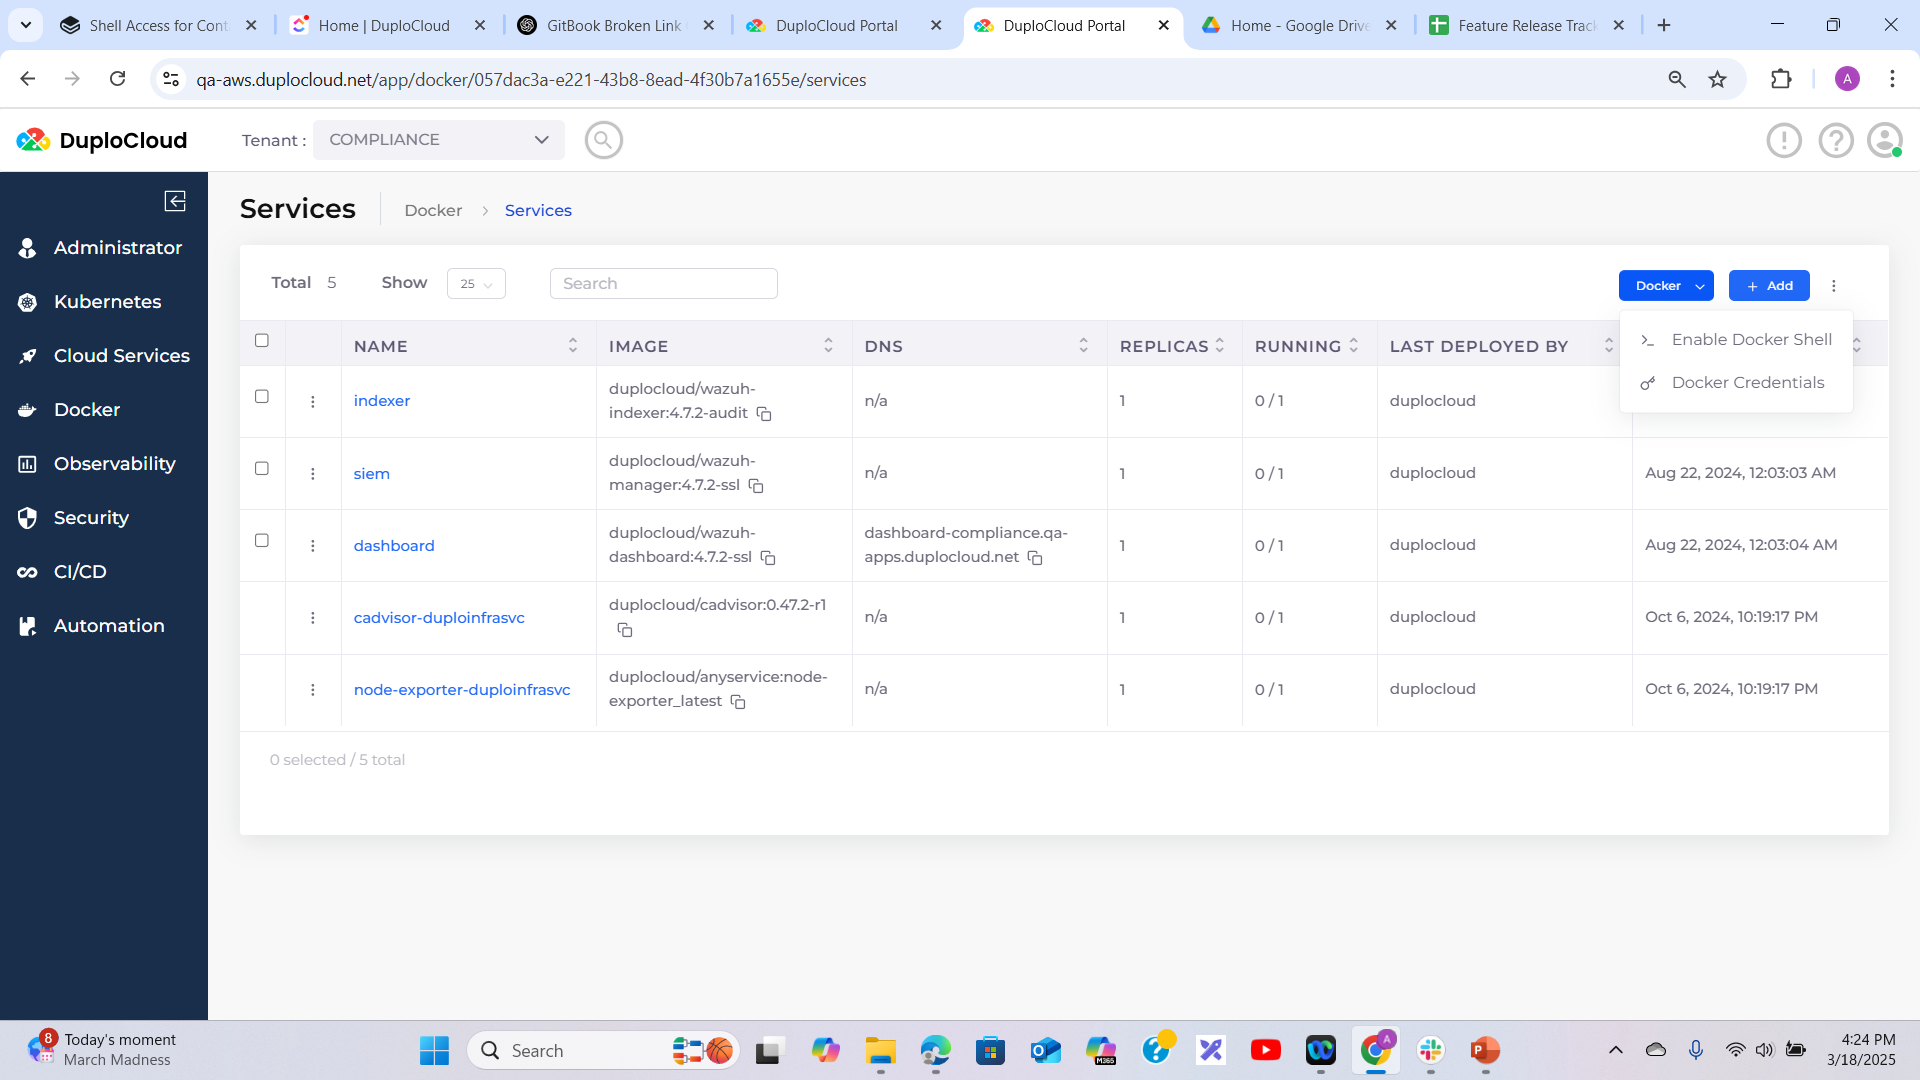 Shell Access for Cont
Home | DuploCloud
GitBook Broken Link
DuploCloud Portal
DuploCloud Portal
Home - Google Drive
Feature Release Track
qa-aws.duplocloud.net/app/docker/057dac3a-e221-43b8-8ead-4f30b7a1655e/services
A
DuploCloud
Tenant :
COMPLIANCE
Administrator
Kubernetes
Cloud Services
Docker
Observability
Security
CI/CD
Automation
Services
Docker
Services
Total 5
Show
25
Search
Docker
Add
Enable Docker Shell
Docker Credentials
NAME
IMAGE
DNS
REPLICAS
RUNNING
LAST DEPLOYED BY
indexer
duplocloud/wazuh-
indexer:4.7.2-audit
n/a
1
0 / 1
duplocloud
siem
duplocloud/wazuh-
manager:4.7.2-ssl
n/a
1
0 / 1
duplocloud
Aug 22, 2024, 12:03:03 AM
dashboard
duplocloud/wazuh-
dashboard:4.7.2-ssl
dashboard-compliance.qa-
apps.duplocloud.net
1
0 / 1
duplocloud
Aug 22, 2024, 12:03:04 AM
cadvisor-duploinfrasvc
duplocloud/cadvisor:0.47.2-r1
n/a
1
0 / 1
duplocloud
Oct 6, 2024, 10:19:17 PM
node-exporter-duploinfrasvc
duplocloud/anyservice:node-
exporter_latest
n/a
1
0 / 1
duplocloud
Oct 6, 2024, 10:19:17 PM
0 selected / 5 total
8
Today's moment
March Madness
Search
M365
A
4:24 PM
3/18/2025